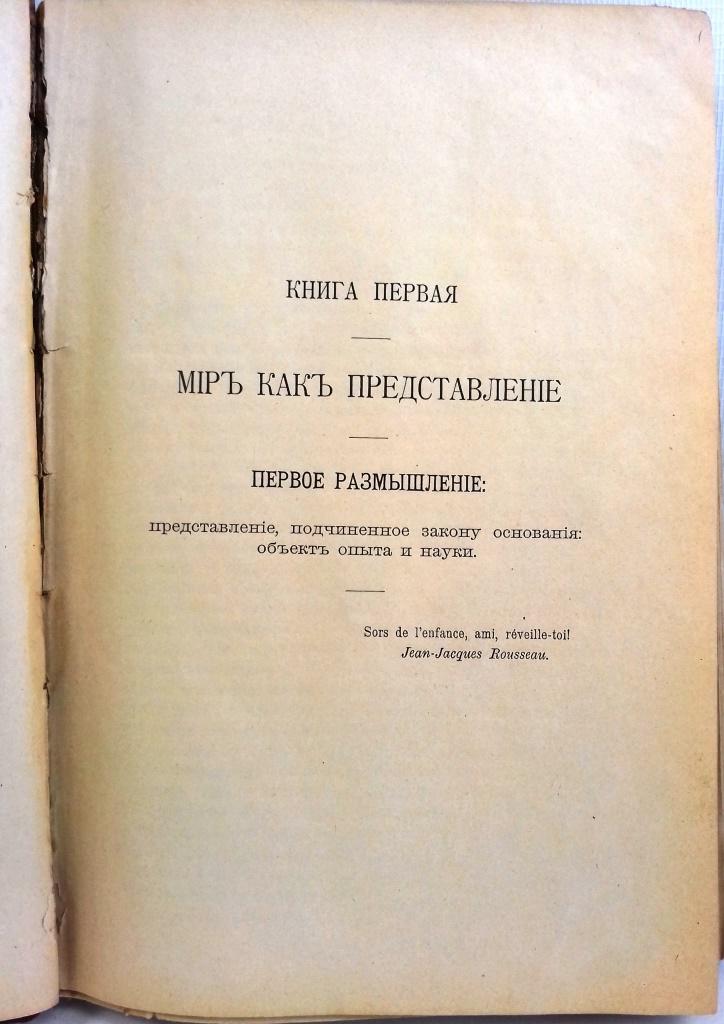 КНИГА ПЕРВАЯ
МІРЪ КАКЪ ПРЕДСТАВЛЕНІЕ
ПЕРВОЕ РАЗМЫШЛЕНІЕ:
представленіе, подчиненное закону основанія:
объектъ опыта и науки.
Sors de l'enfance, ami, réveille-toi!
Jean-Jacques Rousseau.